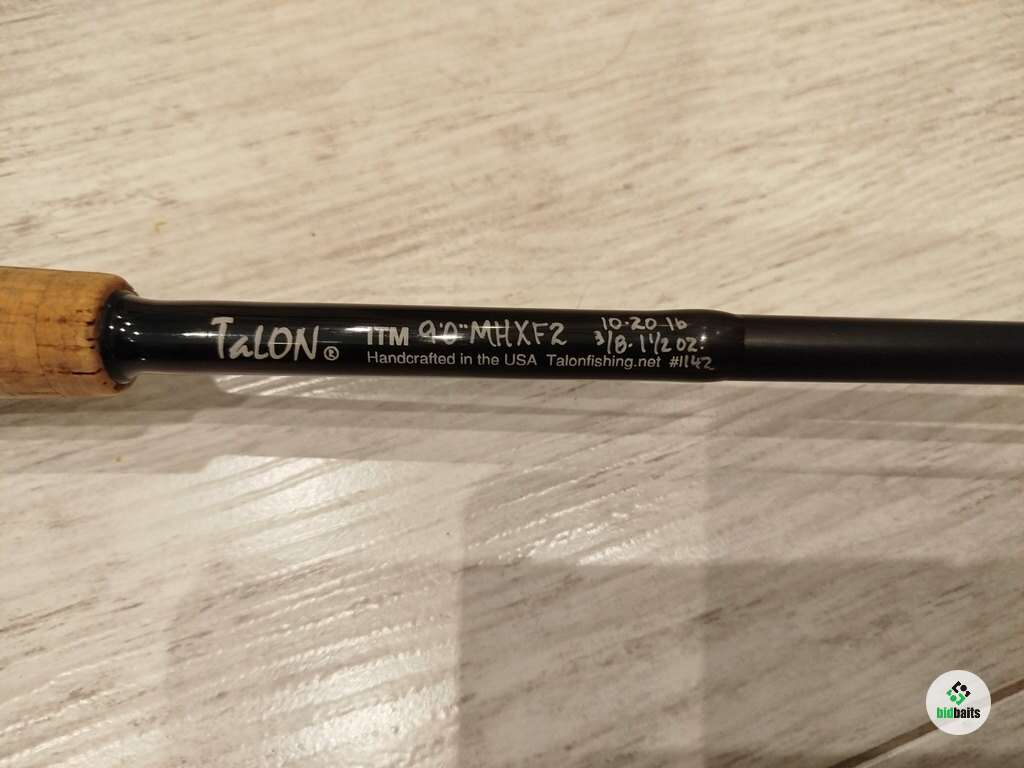 TaLON ® ITM 9'0" MHXF2 10-20 lb
3/8-1 1/2 oz.
Handcrafted in the USA Talonfishing.net #1142
bidbaits